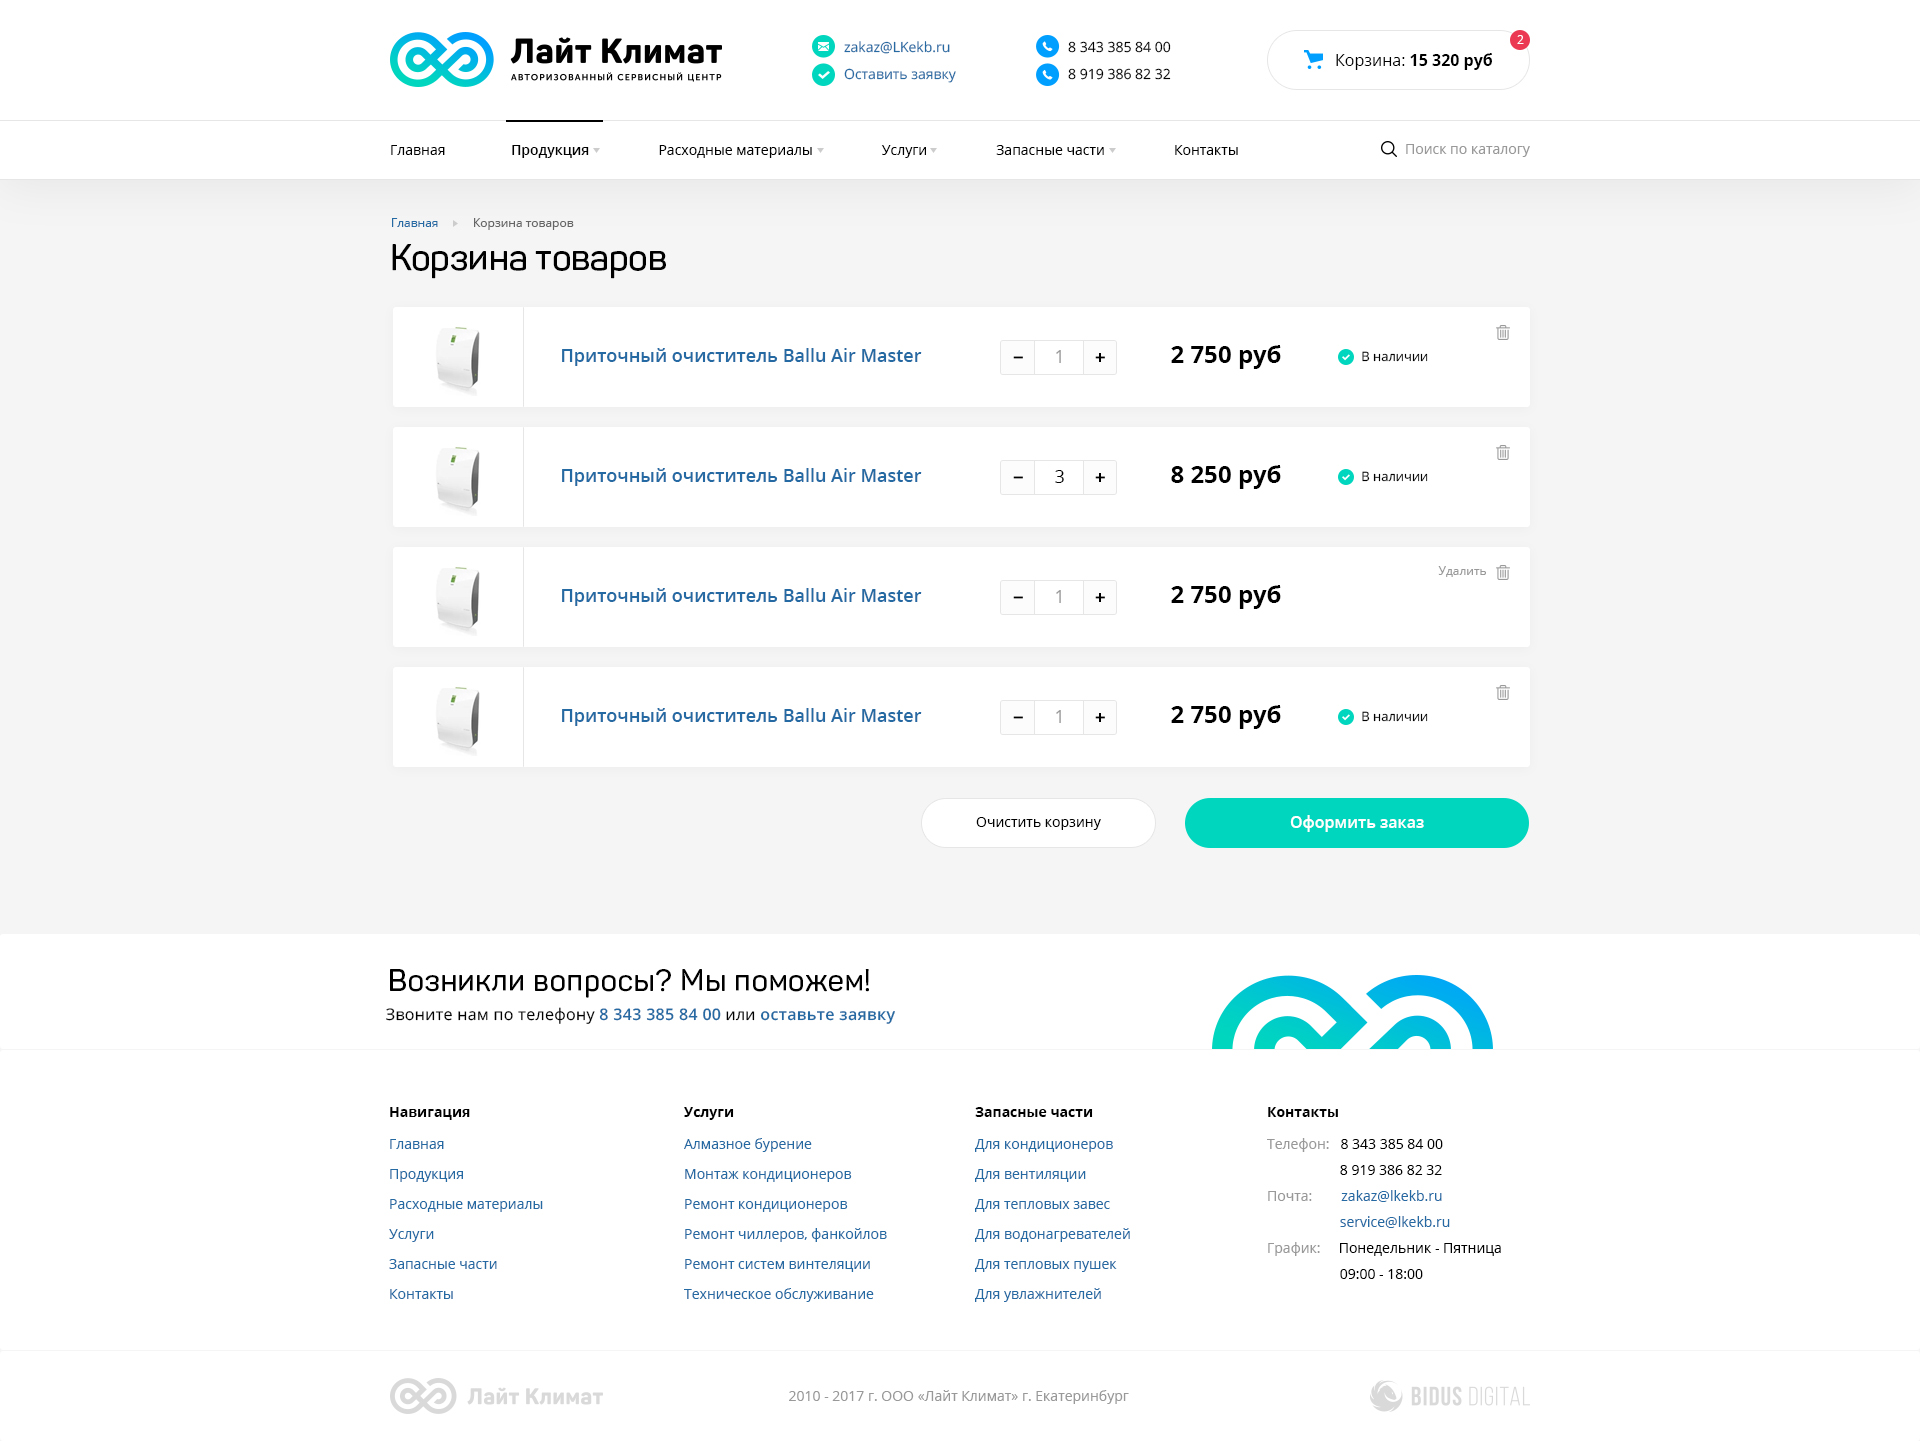 Лайт Климат
АВТОРИЗОВАННЫЙ СЕРВИСНЫЙ ЦЕНТР
zakaz@LKekb.ru
Оставить заявку
8 343 385 84 00
8 919 386 82 32
Корзина: 15 320 руб
2
Главная
Продукция
Расходные материалы
Услуги
Запасные части
Контакты
Поиск по каталогу
Главная
Корзина товаров
Корзина товаров
Приточный очиститель Ballu Air Master
− 1 +
2 750 руб
В наличии
Приточный очиститель Ballu Air Master
− 3 +
8 250 руб
В наличии
Приточный очиститель Ballu Air Master
− 1 +
2 750 руб
Удалить
Приточный очиститель Ballu Air Master
− 1 +
2 750 руб
В наличии
Очистить корзину
Оформить заказ
Возникли вопросы? Мы поможем!
Звоните нам по телефону 8 343 385 84 00 или оставьте заявку
Навигация
Главная
Продукция
Расходные материалы
Услуги
Запасные части
Контакты
Услуги
Алмазное бурение
Монтаж кондиционеров
Ремонт кондиционеров
Ремонт чиллеров, фанкойлов
Ремонт систем винтеляции
Техническое обслуживание
Запасные части
Для кондиционеров
Для вентиляции
Для тепловых завес
Для водонагревателей
Для тепловых пушек
Для увлажнителей
Контакты
Телефон: 8 343 385 84 00
8 919 386 82 32
Почта: zakaz@lkekb.ru
service@lkekb.ru
График: Понедельник - Пятница
09:00 - 18:00
Лайт Климат
2010 - 2017 г. ООО «Лайт Климат» г. Екатеринбург
BIDUS DIGITAL